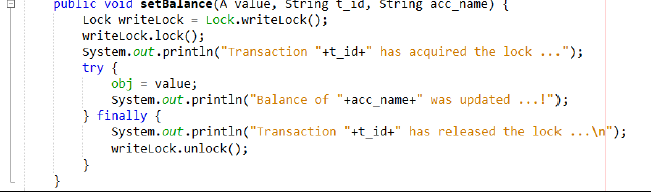 public void setBalance(A value, String t_id, String acc_name) {
Lock writeLock = Lock.writeLock();
writeLock.lock();
System.out.println("Transaction "+t_id+" has acquired the lock ...");
try {
obj = value;
System.out.println("Balance of "+acc_name+" was updated ...!");
} finally {
System.out.println("Transaction "+t_id+" has released the lock ...\n");
writeLock.unlock();
}
}